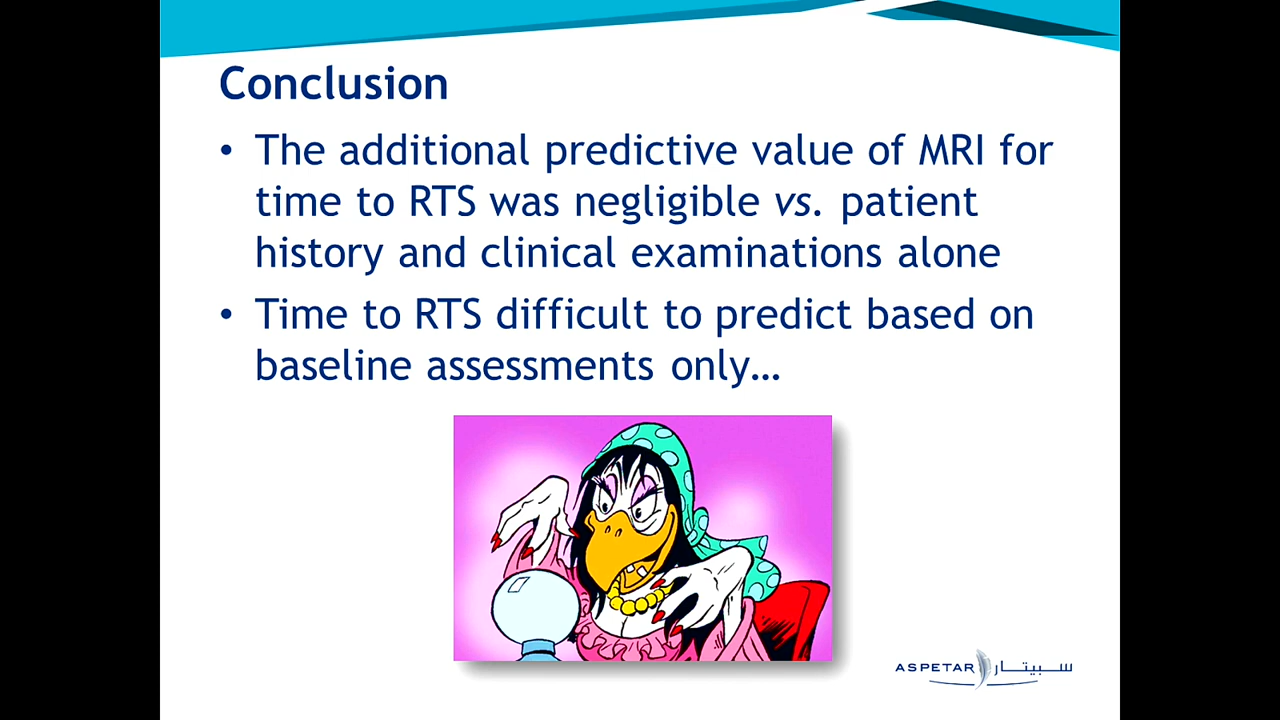 Conclusion
• The additional predictive value of MRI for
time to RTS was negligible vs. patient
history and clinical examinations alone
• Time to RTS difficult to predict based on
baseline assessments only…
ASPETAR سبيتار